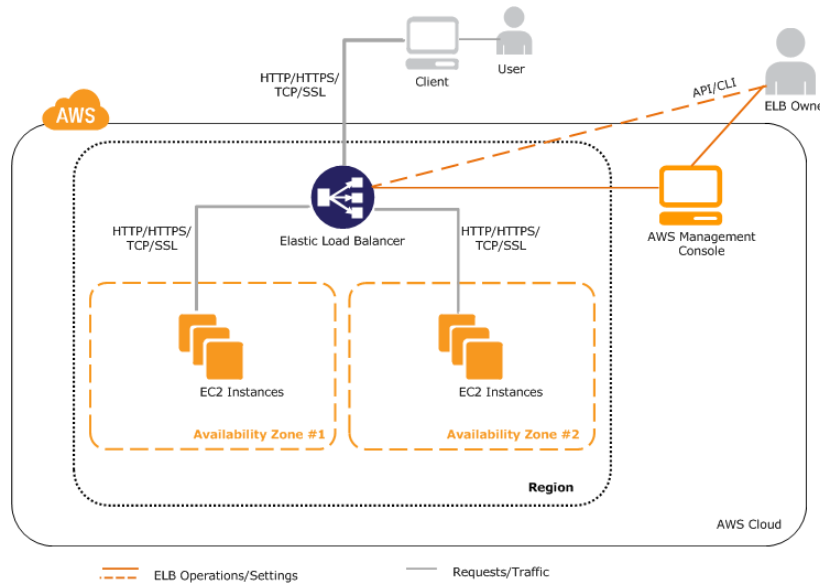 User
Client
HTTP/HTTPS/
TCP/SSL
API/CLI
ELB Owne
AWS
HTTP/HTTPS/
TCP/SSL
Elastic Load Balancer
HTTP/HTTPS/
TCP/SSL
AWS Management
Console
EC2 Instances
EC2 Instances
Availability Zone #1
Availability Zone #2
Region
AWS Cloud
ELB Operations/Settings
Requests/Traffic